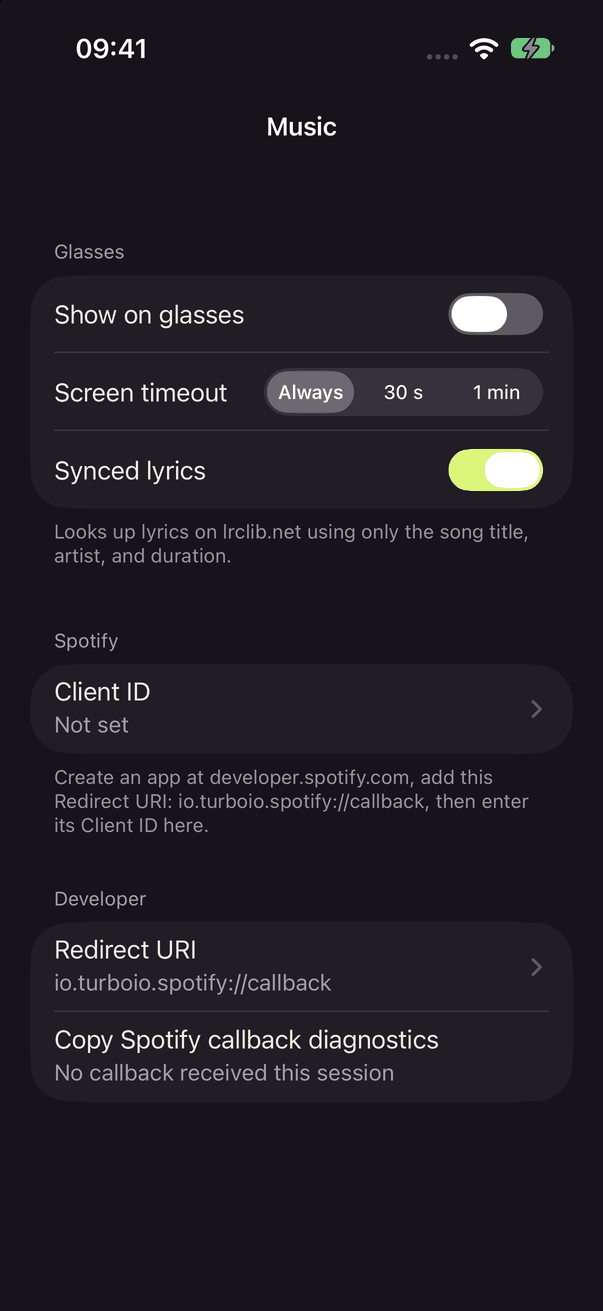 09:41
Music
Glasses
Show on glasses
Screen timeout Always 30 s 1 min
Synced lyrics
Looks up lyrics on lrclib.net using only the song title,
artist, and duration.
Spotify
Client ID
Not set
Create an app at developer.spotify.com, add this
Redirect URI: io.turboio.spotify://callback, then enter
its Client ID here.
Developer
Redirect URI
io.turboio.spotify://callback
Copy Spotify callback diagnostics
No callback received this session